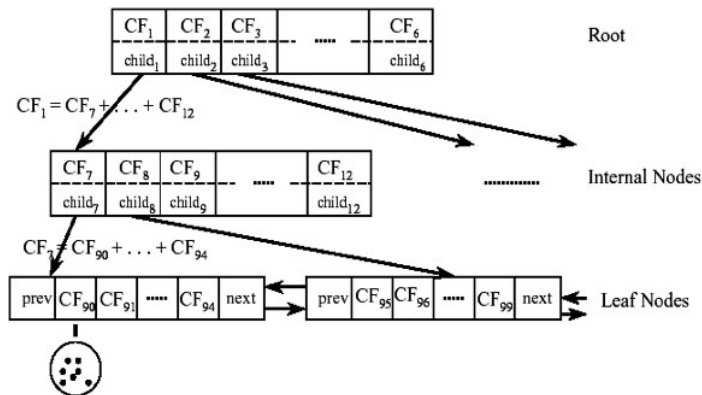 CF₁ CF₂ CF₃ ..... CF₆ Root
child₁ child₂ child₃ child₆
CF₁ = CF₇ + . . . + CF₁₂
CF₇ CF₈ CF₉ ..... CF₁₂ ............. Internal Nodes
child₇ child₈ child₉ child₁₂
CF₇ = CF₉₀ + . . . + CF₉₄
prev CF₉₀ CF₉₁ ..... CF₉₄ next prev CF₉₅ CF₉₆ ..... CF₉₉ next Leaf Nodes